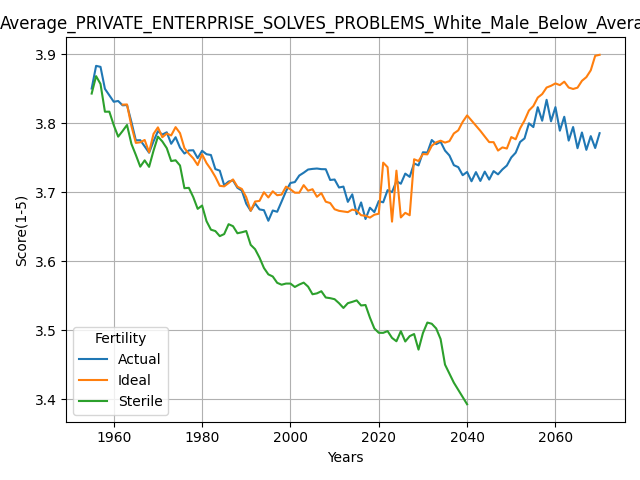 Average_PRIVATE_ENTERPRISE_SOLVES_PROBLEMS_White_Male_Below_Avera
3.9
3.8
3.7
3.6
3.5
3.4
Score(1-5)
Fertility
Actual
Ideal
Sterile
1960 1980 2000 2020 2040 2060
Years